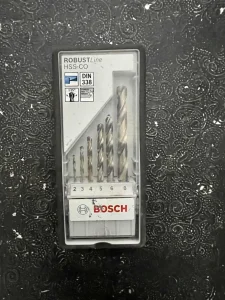 ROBUSTLine
HSS-CO
DIN
338
2 3 4 5 6 8
BOSCH